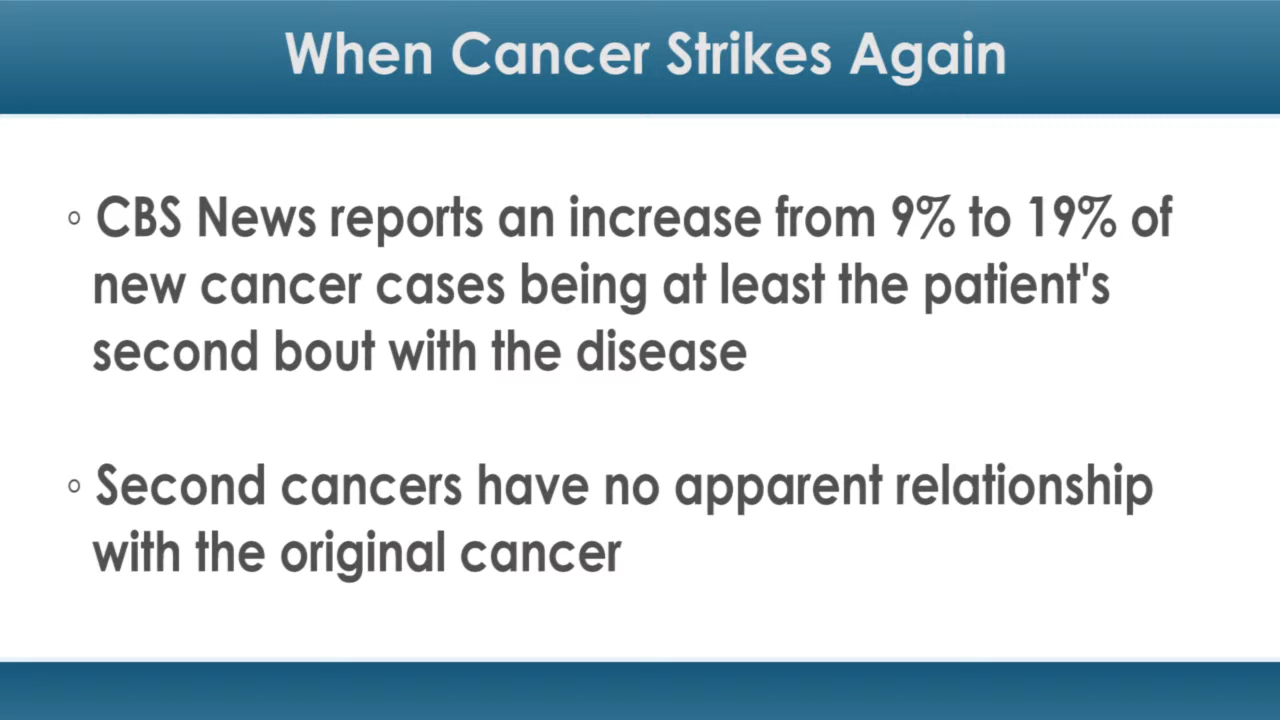 When Cancer Strikes Again
◦ CBS News reports an increase from 9% to 19% of
new cancer cases being at least the patient's
second bout with the disease
◦ Second cancers have no apparent relationship
with the original cancer